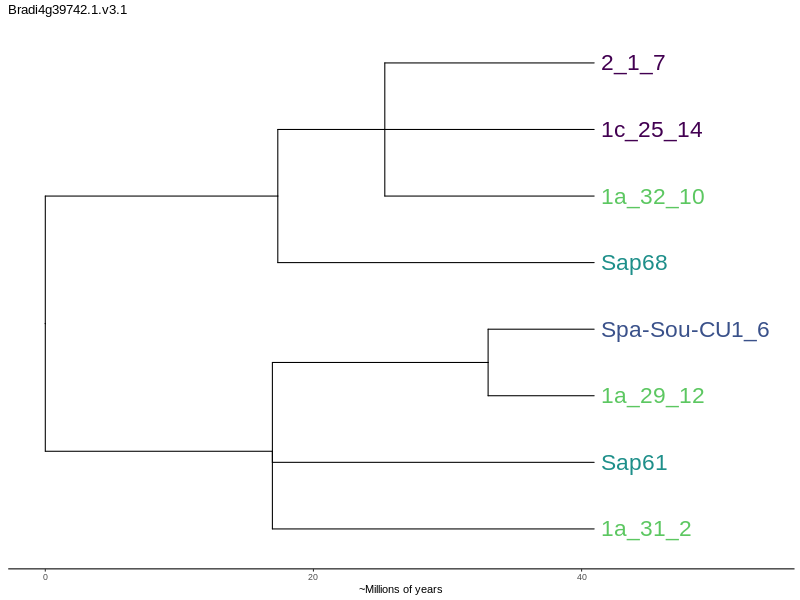 Bradi4g39742.1.v3.1
2_1_7
1c_25_14
1a_32_10
Sap68
Spa-Sou-CU1_6
1a_29_12
Sap61
1a_31_2
0 20 40
~Millions of years